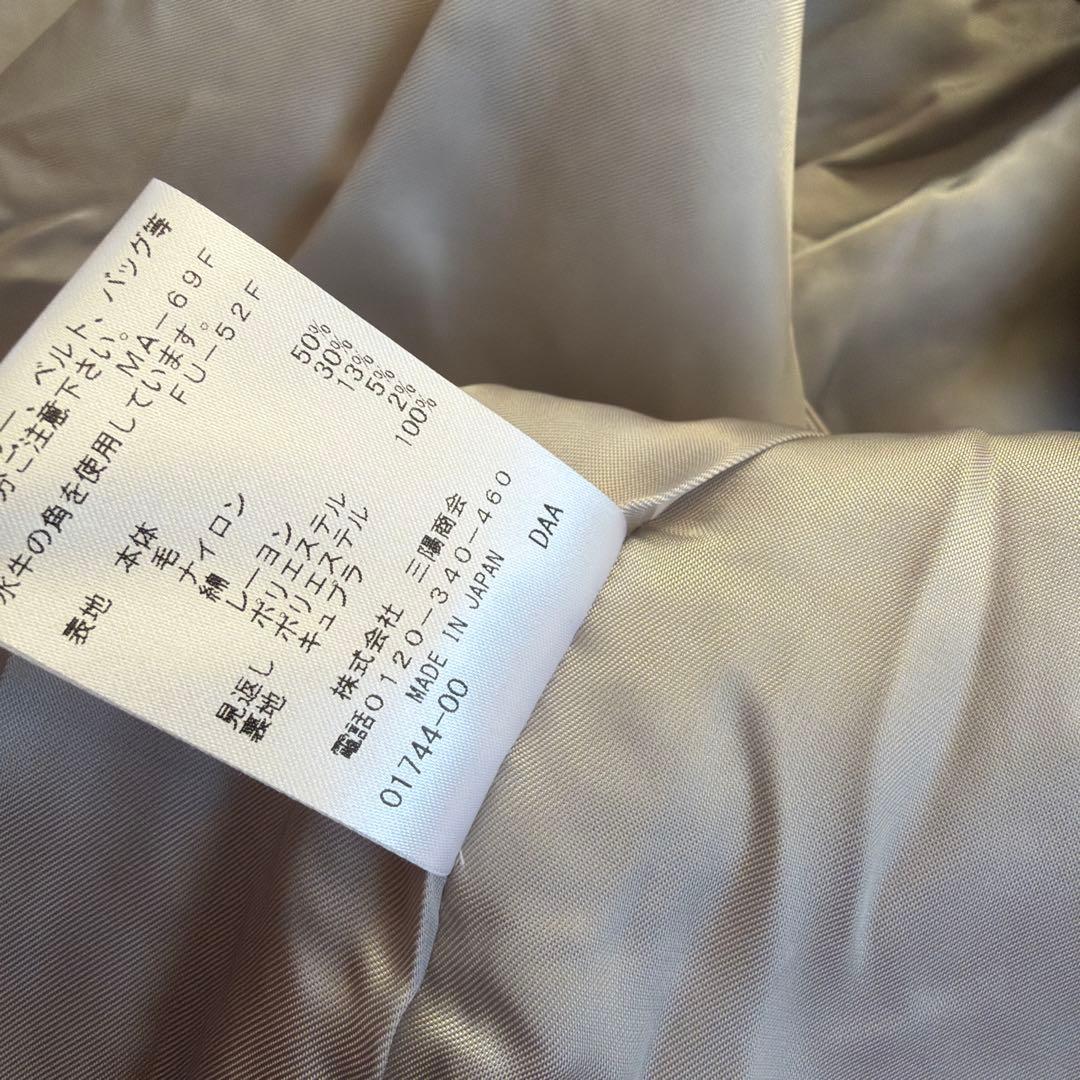 ー、ベルト、バッグ等
ご注意下さい。 MA-69F
水牛の角を使用しています。
FU-52F
表地 本体
毛 50%
ナイロン 30%
絹 13%
レーヨン 5%
ポリエステル 2%
見返し ポリエステル 100%
裏地 キュプラ
株式会社 三陽商会
電話0120-340-460
MADE IN JAPAN
01744-00 DAA